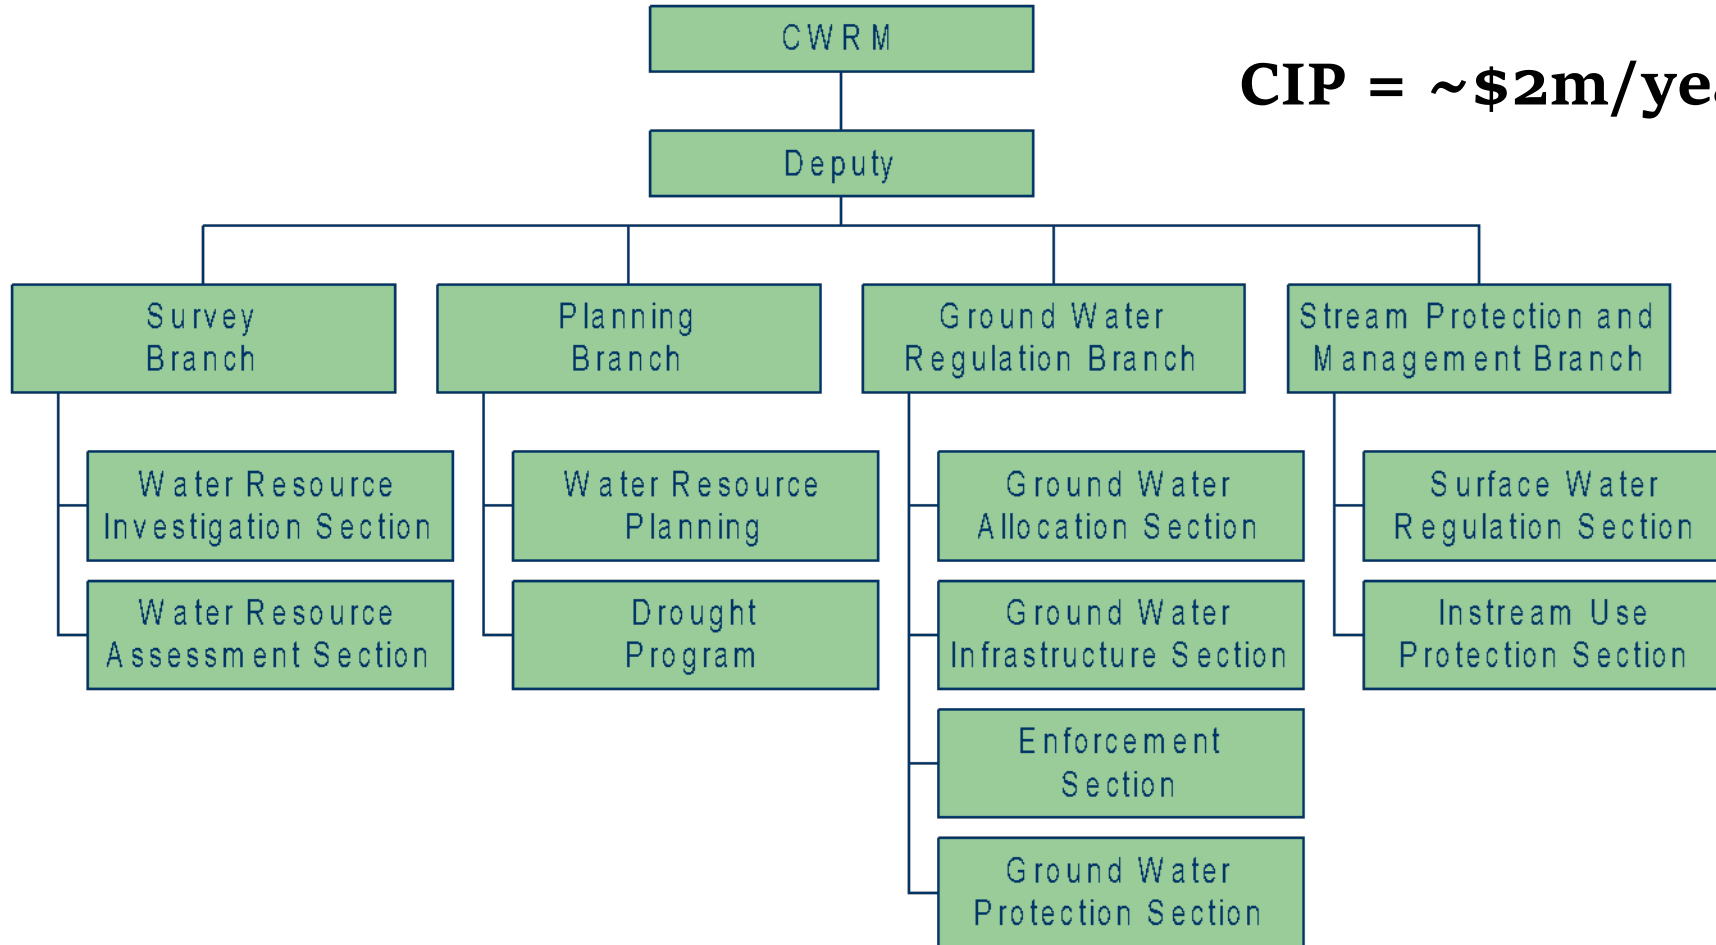 CWRM
CIP = ~$2m/yea
Deputy
Survey
Branch
Planning
Branch
Ground Water
Regulation Branch
Stream Protection and
Management Branch
Water Resource
Investigation Section
Water Resource
Planning
Ground Water
Allocation Section
Surface Water
Regulation Section
Water Resource
Assessment Section
Drought
Program
Ground Water
Infrastructure Section
Instream Use
Protection Section
Enforcement
Section
Ground Water
Protection Section